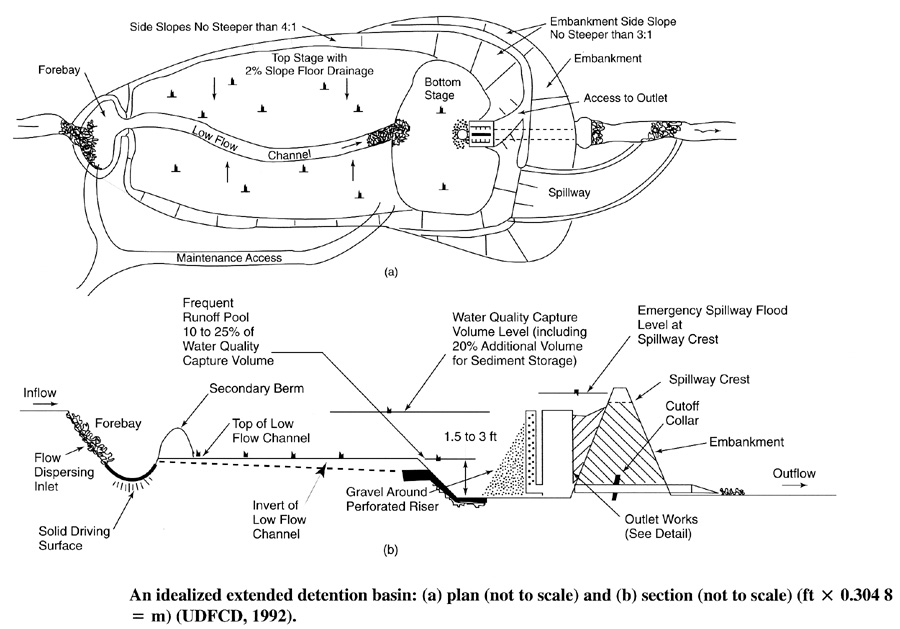 Side Slopes No Steeper than 4:1
Embankment Side Slope
No Steeper than 3:1
Forebay
Top Stage with
2% Slope Floor Drainage
Embankment
Bottom
Stage
Access to Outlet
Low Flow
Channel
Spillway
Maintenance Access
(a)
Frequent
Runoff Pool
10 to 25% of
Water Quality
Capture Volume
Water Quality Capture
Volume Level (including
20% Additional Volume
for Sediment Storage)
Emergency Spillway Flood
Level at
Spillway Crest
Inflow
Secondary Berm
Spillway Crest
Forebay
Top of Low
Flow Channel
Cutoff
Collar
1.5 to 3 ft
Embankment
Flow
Dispersing
Inlet
Outflow
Invert of
Low Flow
Channel
Gravel Around
Perforated Riser
Solid Driving
Surface
Outlet Works
(See Detail)
(b)
An idealized extended detention basin: (a) plan (not to scale) and (b) section (not to scale) (ft × 0.304 8
= m) (UDFCD, 1992).